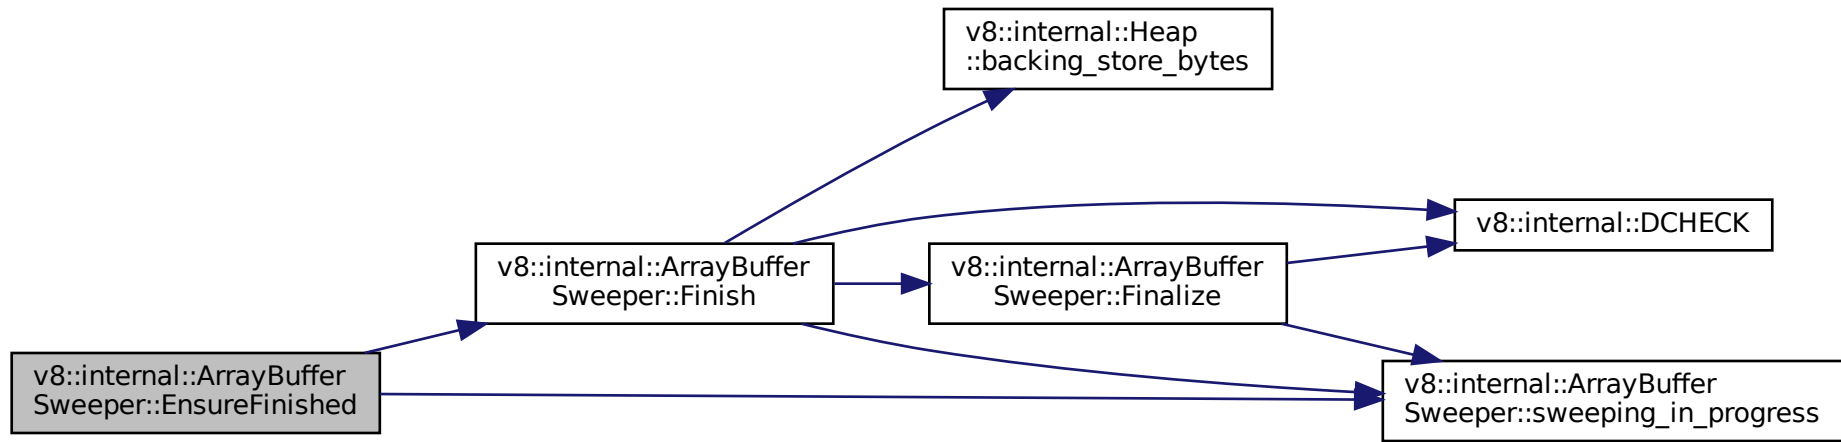 v8::internal::Heap
::backing_store_bytes
v8::internal::DCHECK
v8::internal::ArrayBuffer
Sweeper::Finish
v8::internal::ArrayBuffer
Sweeper::Finalize
v8::internal::ArrayBuffer
Sweeper::EnsureFinished
v8::internal::ArrayBuffer
Sweeper::sweeping_in_progress